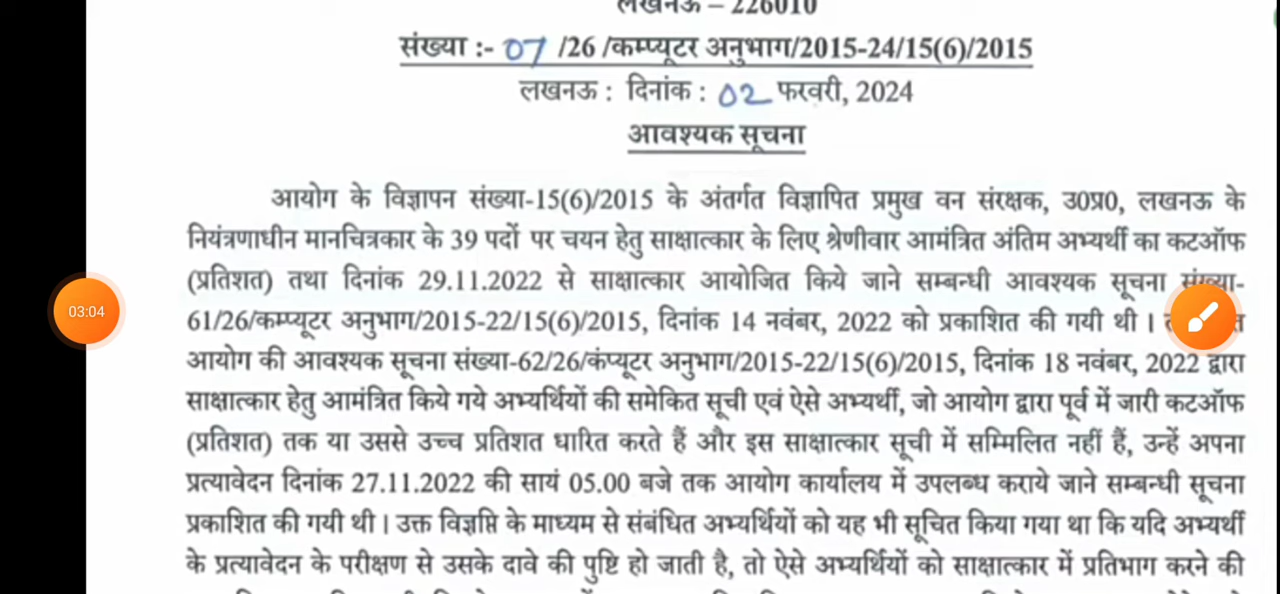 लखनऊ – 226010
संख्या :- 07 /26 /कम्प्यूटर अनुभाग/2015-24/15(6)/2015
लखनऊ : दिनांक : 02 फरवरी, 2024
आवश्यक सूचना
आयोग के विज्ञापन संख्या-15(6)/2015 के अंतर्गत विज्ञापित प्रमुख वन संरक्षक, उ0प्र0, लखनऊ के
नियंत्रणाधीन मानचित्रकार के 39 पदों पर चयन हेतु साक्षात्कार के लिए श्रेणीवार आमंत्रित अंतिम अभ्यर्थी का कटऑफ
(प्रतिशत) तथा दिनांक 29.11.2022 से साक्षात्कार आयोजित किये जाने सम्बन्धी आवश्यक सूचना संख्या-
03:04
61/26/कम्प्यूटर अनुभाग/2015-22/15(6)/2015, दिनांक 14 नवंबर, 2022 को प्रकाशित की गयी थी ।
आयोग की आवश्यक सूचना संख्या-62/26/कंप्यूटर अनुभाग/2015-22/15(6)/2015, दिनांक 18 नवंबर, 2022 द्वारा
साक्षात्कार हेतु आमंत्रित किये गये अभ्यर्थियों की समेकित सूची एवं ऐसे अभ्यर्थी, जो आयोग द्वारा पूर्व में जारी कटऑफ
(प्रतिशत) तक या उससे उच्च प्रतिशत धारित करते हैं और इस साक्षात्कार सूची में सम्मिलित नहीं हैं, उन्हें अपना
प्रत्यावेदन दिनांक 27.11.2022 की सायं 05.00 बजे तक आयोग कार्यालय में उपलब्ध कराये जाने सम्बन्धी सूचना
प्रकाशित की गयी थी । उक्त विज्ञप्ति के माध्यम से संबंधित अभ्यर्थियों को यह भी सूचित किया गया था कि यदि अभ्यर्थी
के प्रत्यावेदन के परीक्षण से उसके दावे की पुष्टि हो जाती है, तो ऐसे अभ्यर्थियों को साक्षात्कार में प्रतिभाग करने की